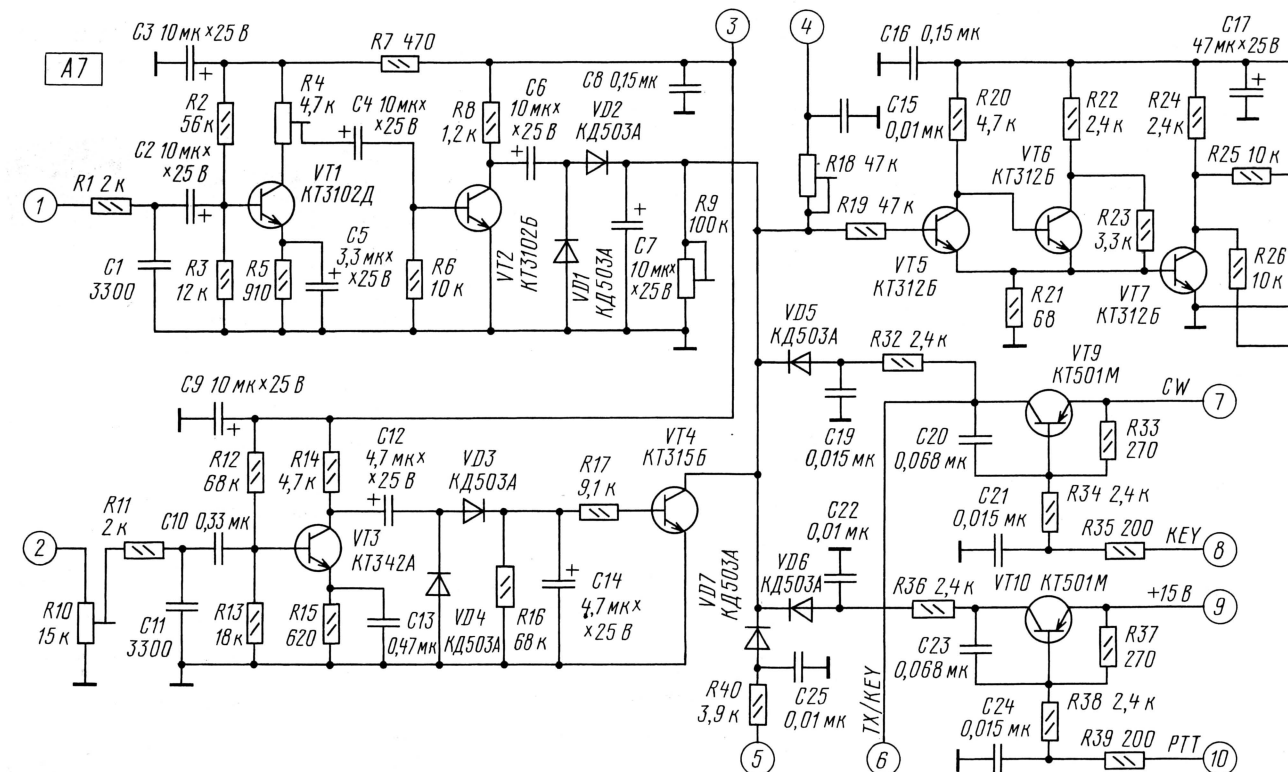 A7
C3 10 мк × 25 В
R7 470
3
4
C16 0,15 мк
C17
47 мк×25 В
R2
56 к
R4
4,7 к
C4 10 мк×
×25 В
R8
1,2 к
C6
10 мк×
×25 В
C8 0,15 мк
VD2
КД503А
C15
0,01 мк
R20
4,7 к
R22
2,4 к
R24
2,4 к
C2 10 мк×
×25 В
R18 47 к
VT6
КТ312Б
R25 10 к
1
R1 2 к
VT1
КТ3102Д
R19 47 к
R9
100 к
C1
3300
R3
12 к
R5
910
C5
3,3 мк×
×25 В
R6
10 к
VT2
КТ3102Б
VD1
КД503А
C7
10 мк×
×25 В
VT5
КТ312Б
R23
3,3 к
R21
68
VT7
КТ312Б
R26
10 к
VD5
КД503А
R32 2,4 к
VT9
КТ501М
CW
7
C9 10 мк × 25 В
R12
68 к
R14
4,7 к
C12
4,7 мк×
×25 В
VD3
КД503А
R17
9,1 к
VT4
КТ315Б
C19
0,015 мк
C20
0,068 мк
R33
270
R11
2 к
C10 0,33 мк
VT3
КТ342А
C22
0,01 мк
C21
0,015 мк
R34 2,4 к
R35 200
KEY
8
2
R10
15 к
C11
3300
R13
18 к
R15
620
C13
0,47 мк
VD4
КД503А
R16
68 к
C14
4,7 мк×
×25 В
VD7
КД503А
VD6
КД503А
R36 2,4 к
VT10 КТ501М
+15 В
9
C23
0,068 мк
R37
270
R40
3,9 к
C25
0,01 мк
TX/KEY
C24
0,015 мк
R38 2,4 к
R39 200
PTT
5
6
10